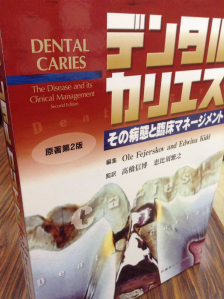 DENTAL
CARIES
The Disease and its
Clinical Management
Second Edition
デンタル
カリエス
その病態と臨床マネージメント
原著第2版
編集 Ole Fejerskov and Edwina Kidd
監訳 高橋信博 恵比須繁之